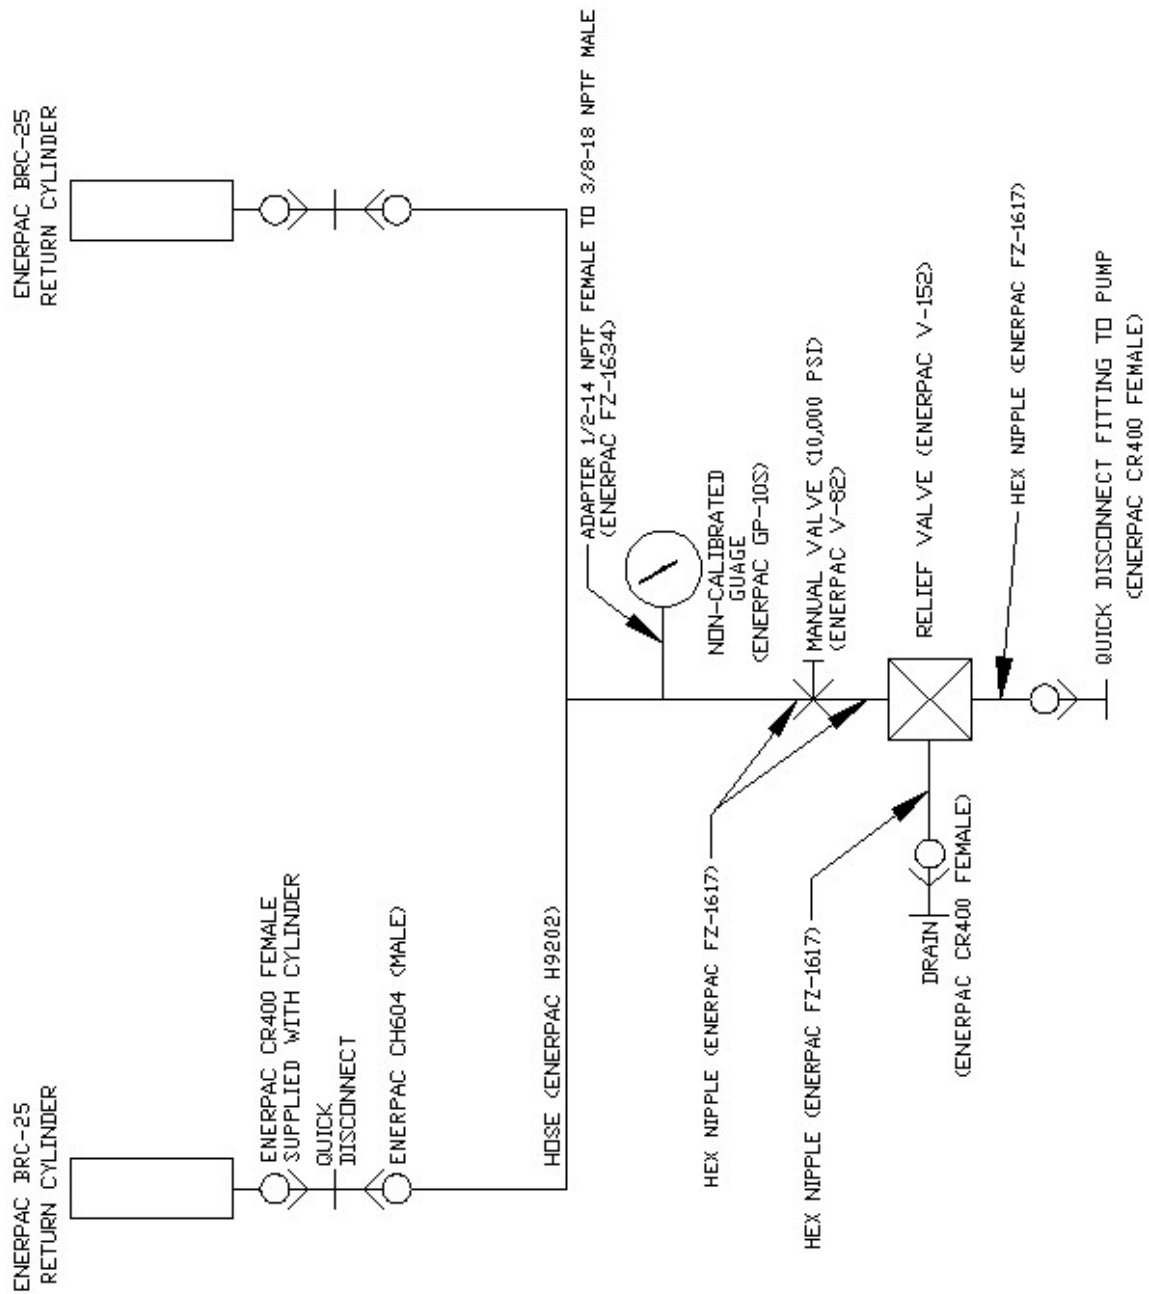 ENERPAC BRC-25
RETURN CYLINDER
ENERPAC BRC-25
RETURN CYLINDER
ENERPAC CR400 FEMALE
SUPPLIED WITH CYLINDER
QUICK
DISCONNECT
ENERPAC CH604 (MALE)
HOSE (ENERPAC H9202)
ADAPTER 1/2-14 NPTF FEMALE TO 3/8-18 NPTF MALE
(ENERPAC FZ-1634)
NON-CALIBRATED
GUAGE
(ENERPAC GP-10S)
HEX NIPPLE (ENERPAC FZ-1617)
MANUAL VALVE (10,000 PSI)
(ENERPAC V-82)
HEX NIPPLE (ENERPAC FZ-1617)
RELIEF VALVE (ENERPAC V-152)
DRAIN
(ENERPAC CR400 FEMALE)
HEX NIPPLE (ENERPAC FZ-1617)
QUICK DISCONNECT FITTING TO PUMP
(ENERPAC CR400 FEMALE)